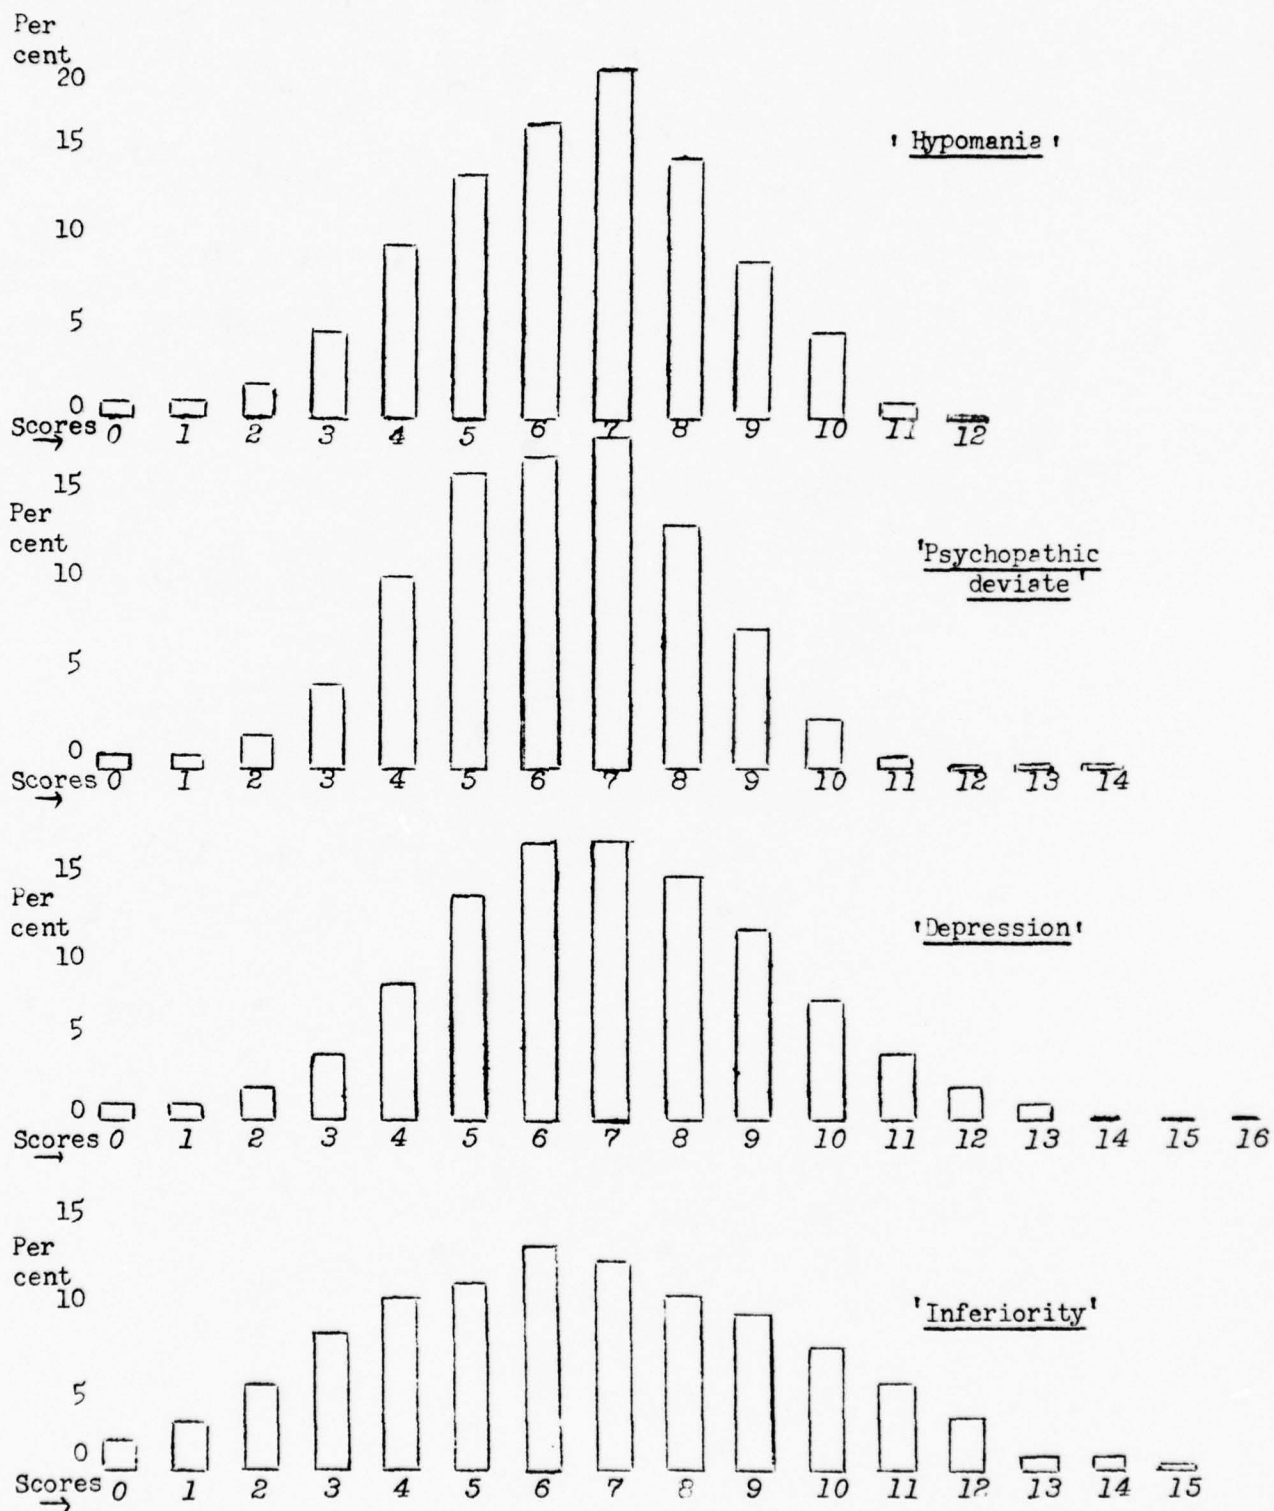 Per
cent
20
15
' Hypomania '
10
5
0
Scores 0 1 2 3 4 5 6 7 8 9 10 11 12
→
15
Per
cent
'Psychopathic
deviate'
10
5
0
Scores 0 1 2 3 4 5 6 7 8 9 10 11 12 13 14
→
15
Per
cent
'Depression'
10
5
0
Scores 0 1 2 3 4 5 6 7 8 9 10 11 12 13 14 15 16
→
15
Per
cent
10
'Inferiority'
5
0
Scores 0 1 2 3 4 5 6 7 8 9 10 11 12 13 14 15
→